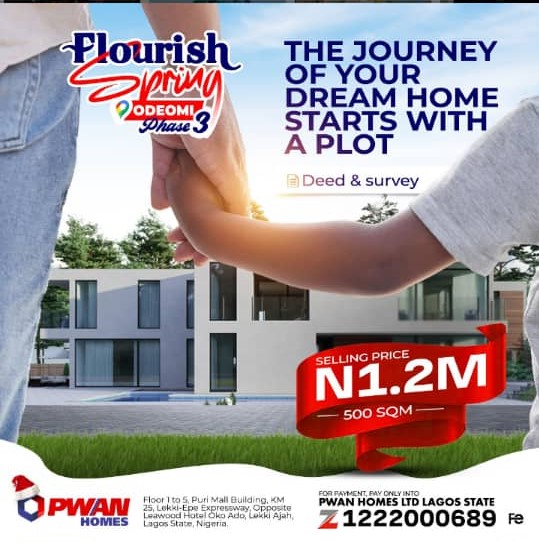 Flourish
Spring
ODEOMI
Phase 3
THE JOURNEY
OF YOUR
DREAM HOME
STARTS WITH
A PLOT
Deed & survey
SELLING PRICE
N1.2M
500 SQM
PWAN
HOMES
Floor 1 to 5, Puri Mall Building, KM
25, Lekki-Epe Expressway, Opposite
Leawood Hotel Oko Ado, Lekki Ajah,
Lagos State, Nigeria.
FOR PAYMENT, PAY ONLY INTO
PWAN HOMES LTD LAGOS STATE
1222000689